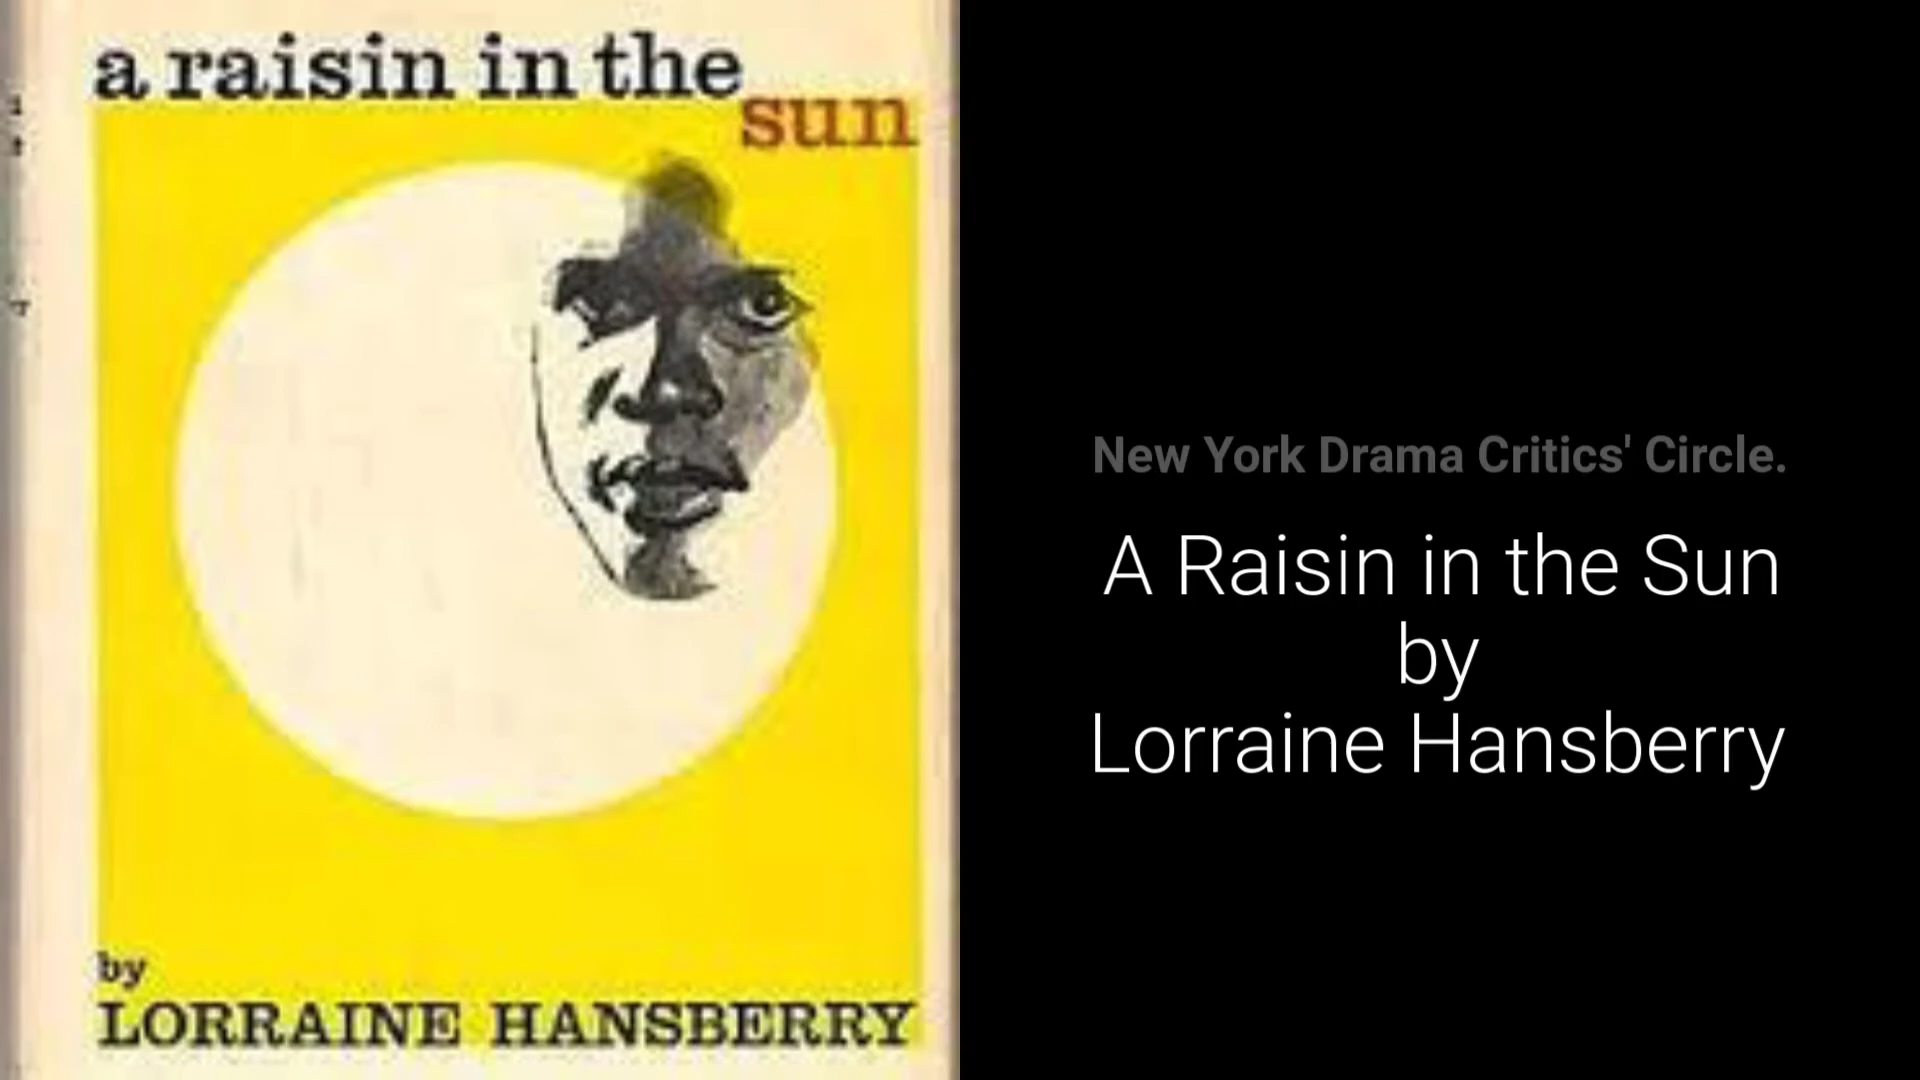 a raisin in the
sun
by
LORRAINE HANSBERRY
New York Drama Critics' Circle.
A Raisin in the Sun
by
Lorraine Hansberry